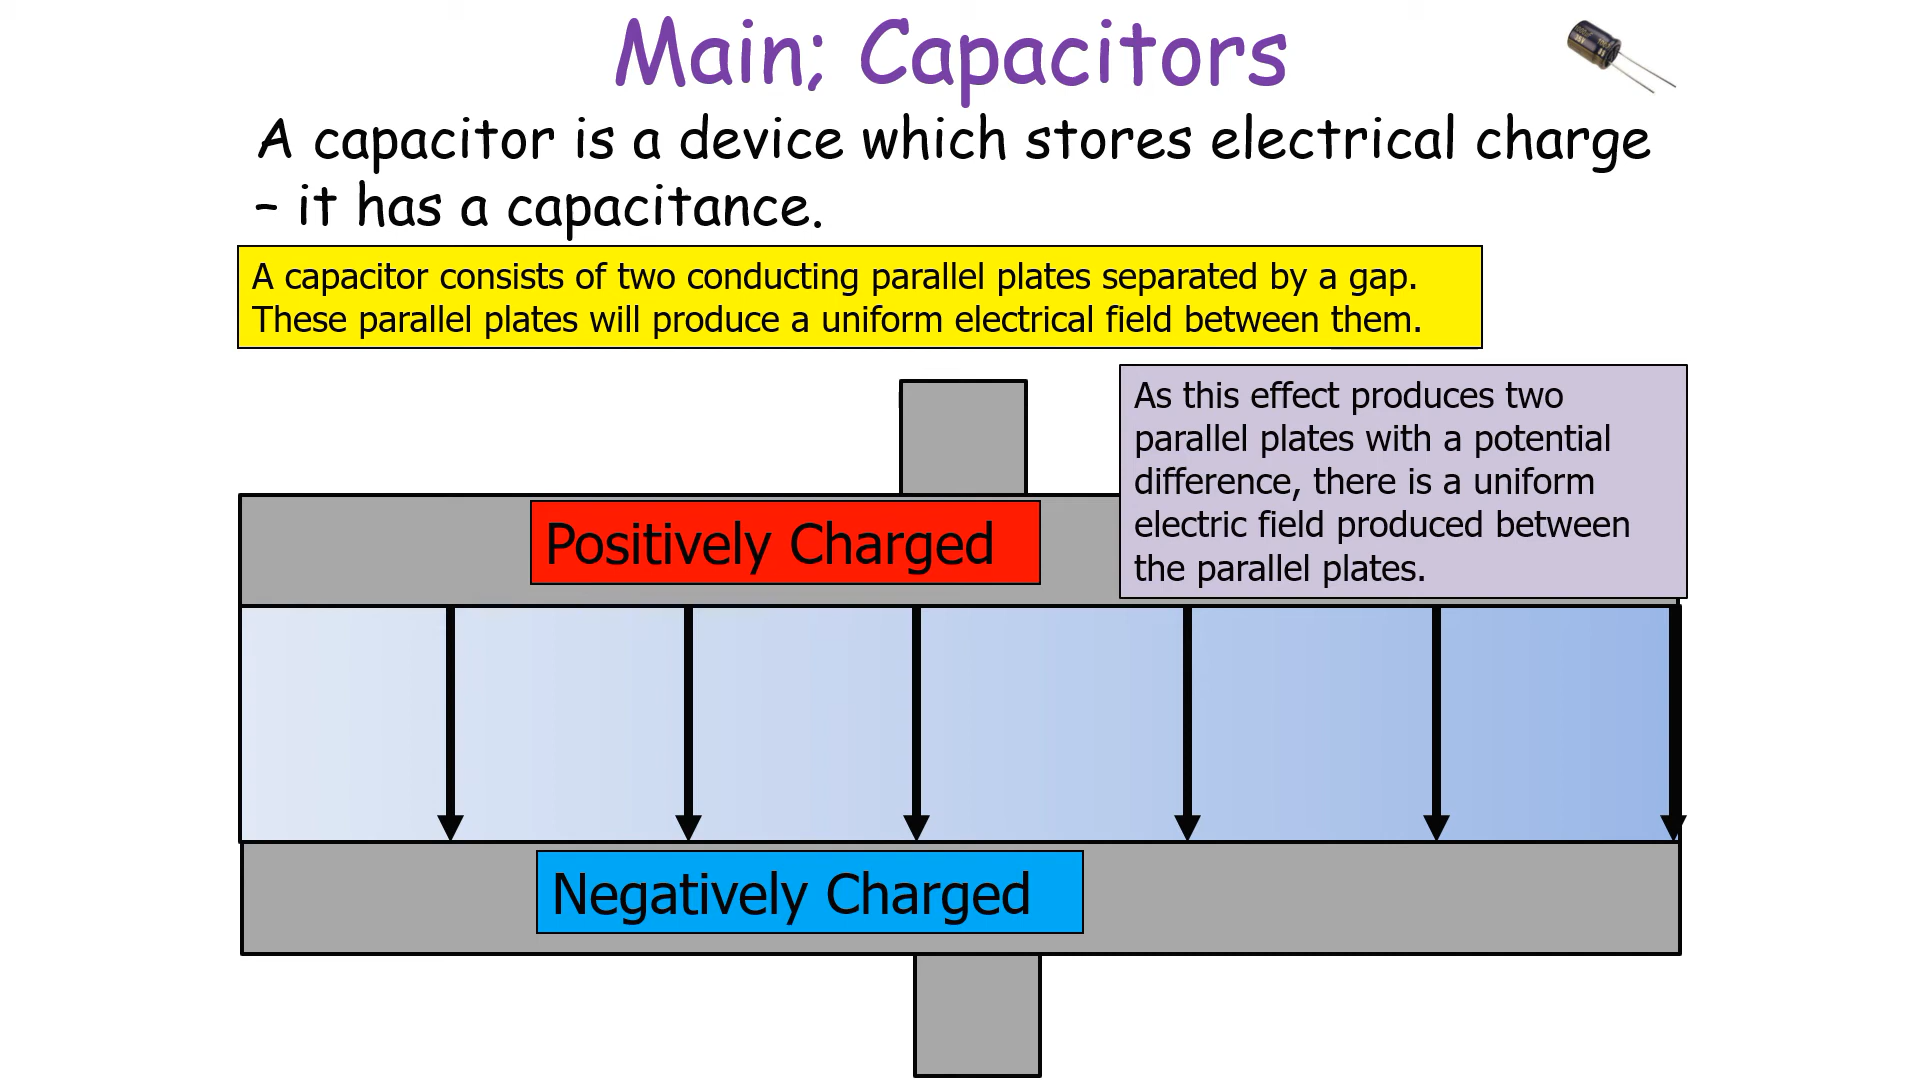 Main; Capacitors
A capacitor is a device which stores electrical charge
– it has a capacitance.
A capacitor consists of two conducting parallel plates separated by a gap.
These parallel plates will produce a uniform electrical field between them.
As this effect produces two
parallel plates with a potential
difference, there is a uniform
electric field produced between
the parallel plates.
Positively Charged
Negatively Charged